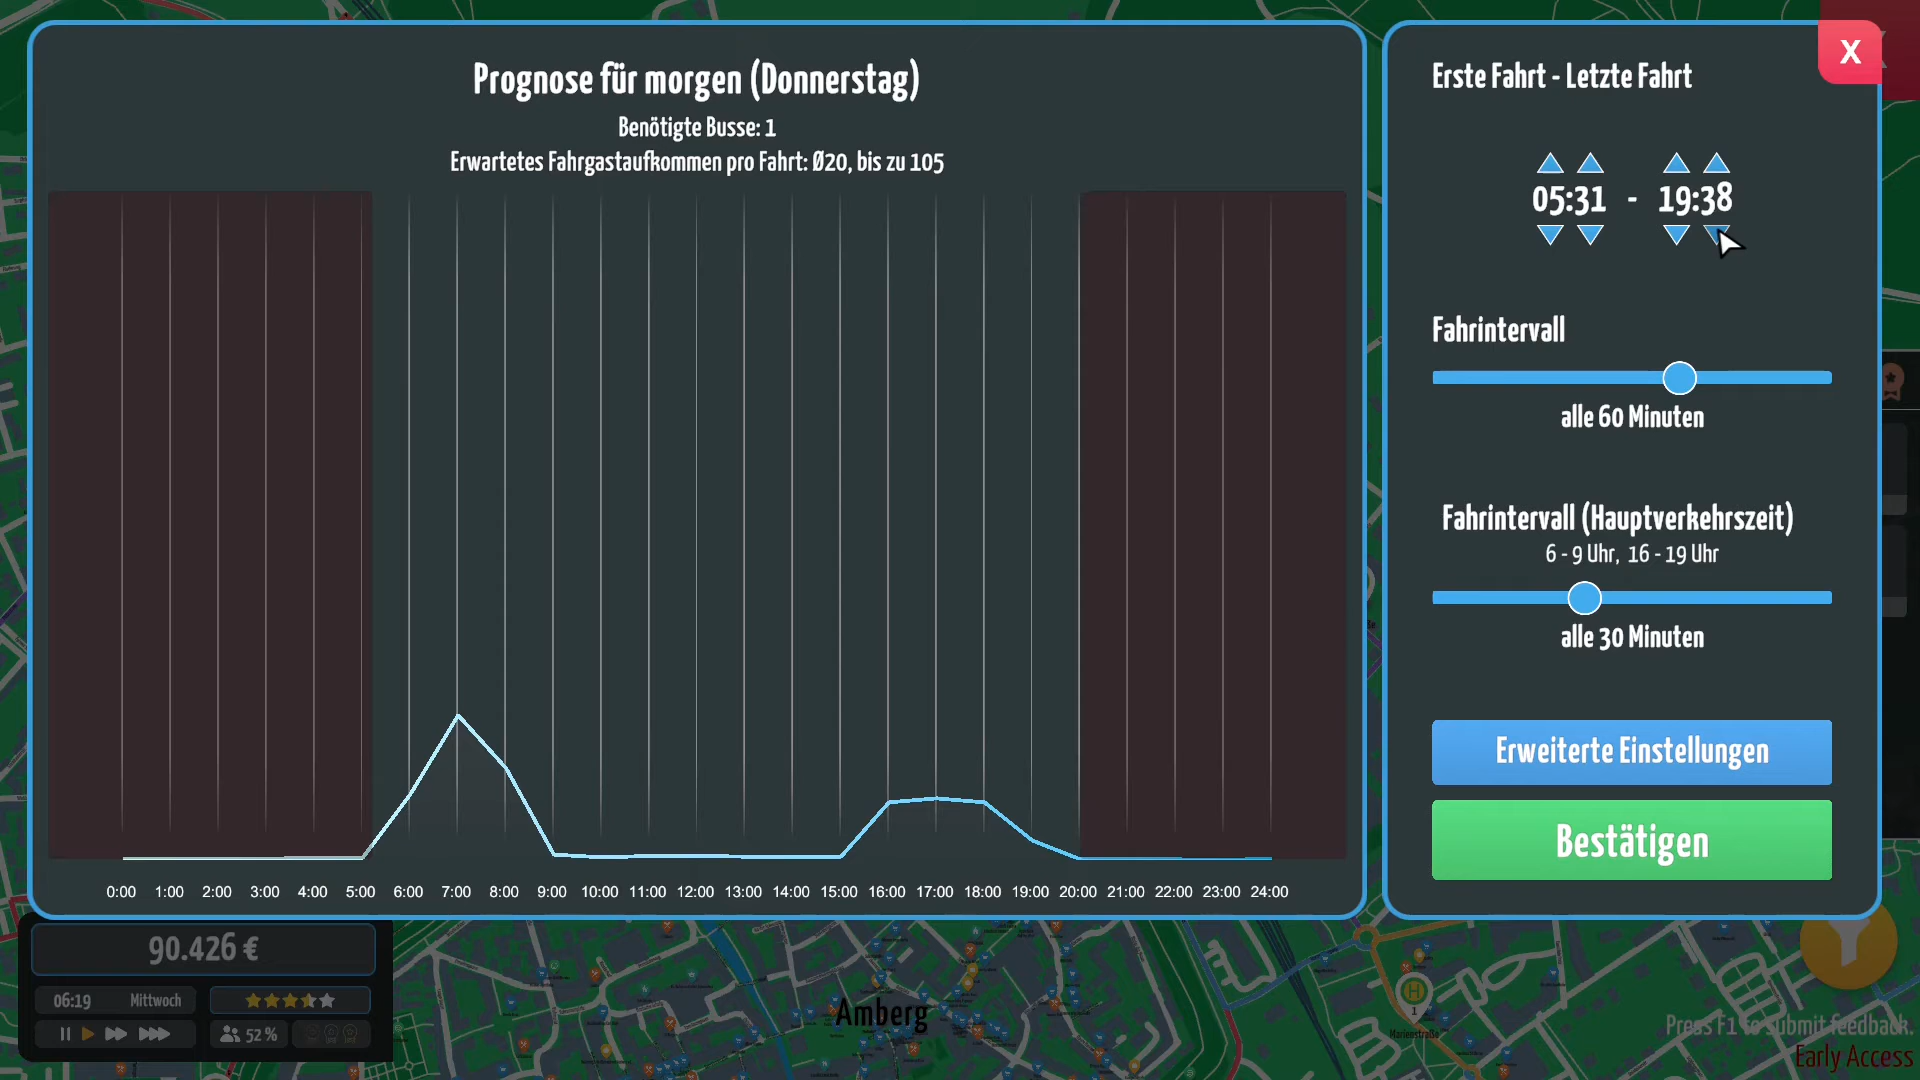 Prognose für morgen (Donnerstag)
Benötigte Busse: 1
Erwartetes Fahrgastaufkommen pro Fahrt: Ø20, bis zu 105
0:00 1:00 2:00 3:00 4:00 5:00 6:00 7:00 8:00 9:00 10:00 11:00 12:00 13:00 14:00 15:00 16:00 17:00 18:00 19:00 20:00 21:00 22:00 23:00 24:00
X
Erste Fahrt - Letzte Fahrt
05:31 - 19:38
Fahrintervall
alle 60 Minuten
Fahrintervall (Hauptverkehrszeit)
6 - 9 Uhr, 16 - 19 Uhr
alle 30 Minuten
Erweiterte Einstellungen
Bestätigen
90.426 €
06:19 Mittwoch
52 %
Amberg
H
1
Marienstraße
Press F1 to submit feedback.
Early Access